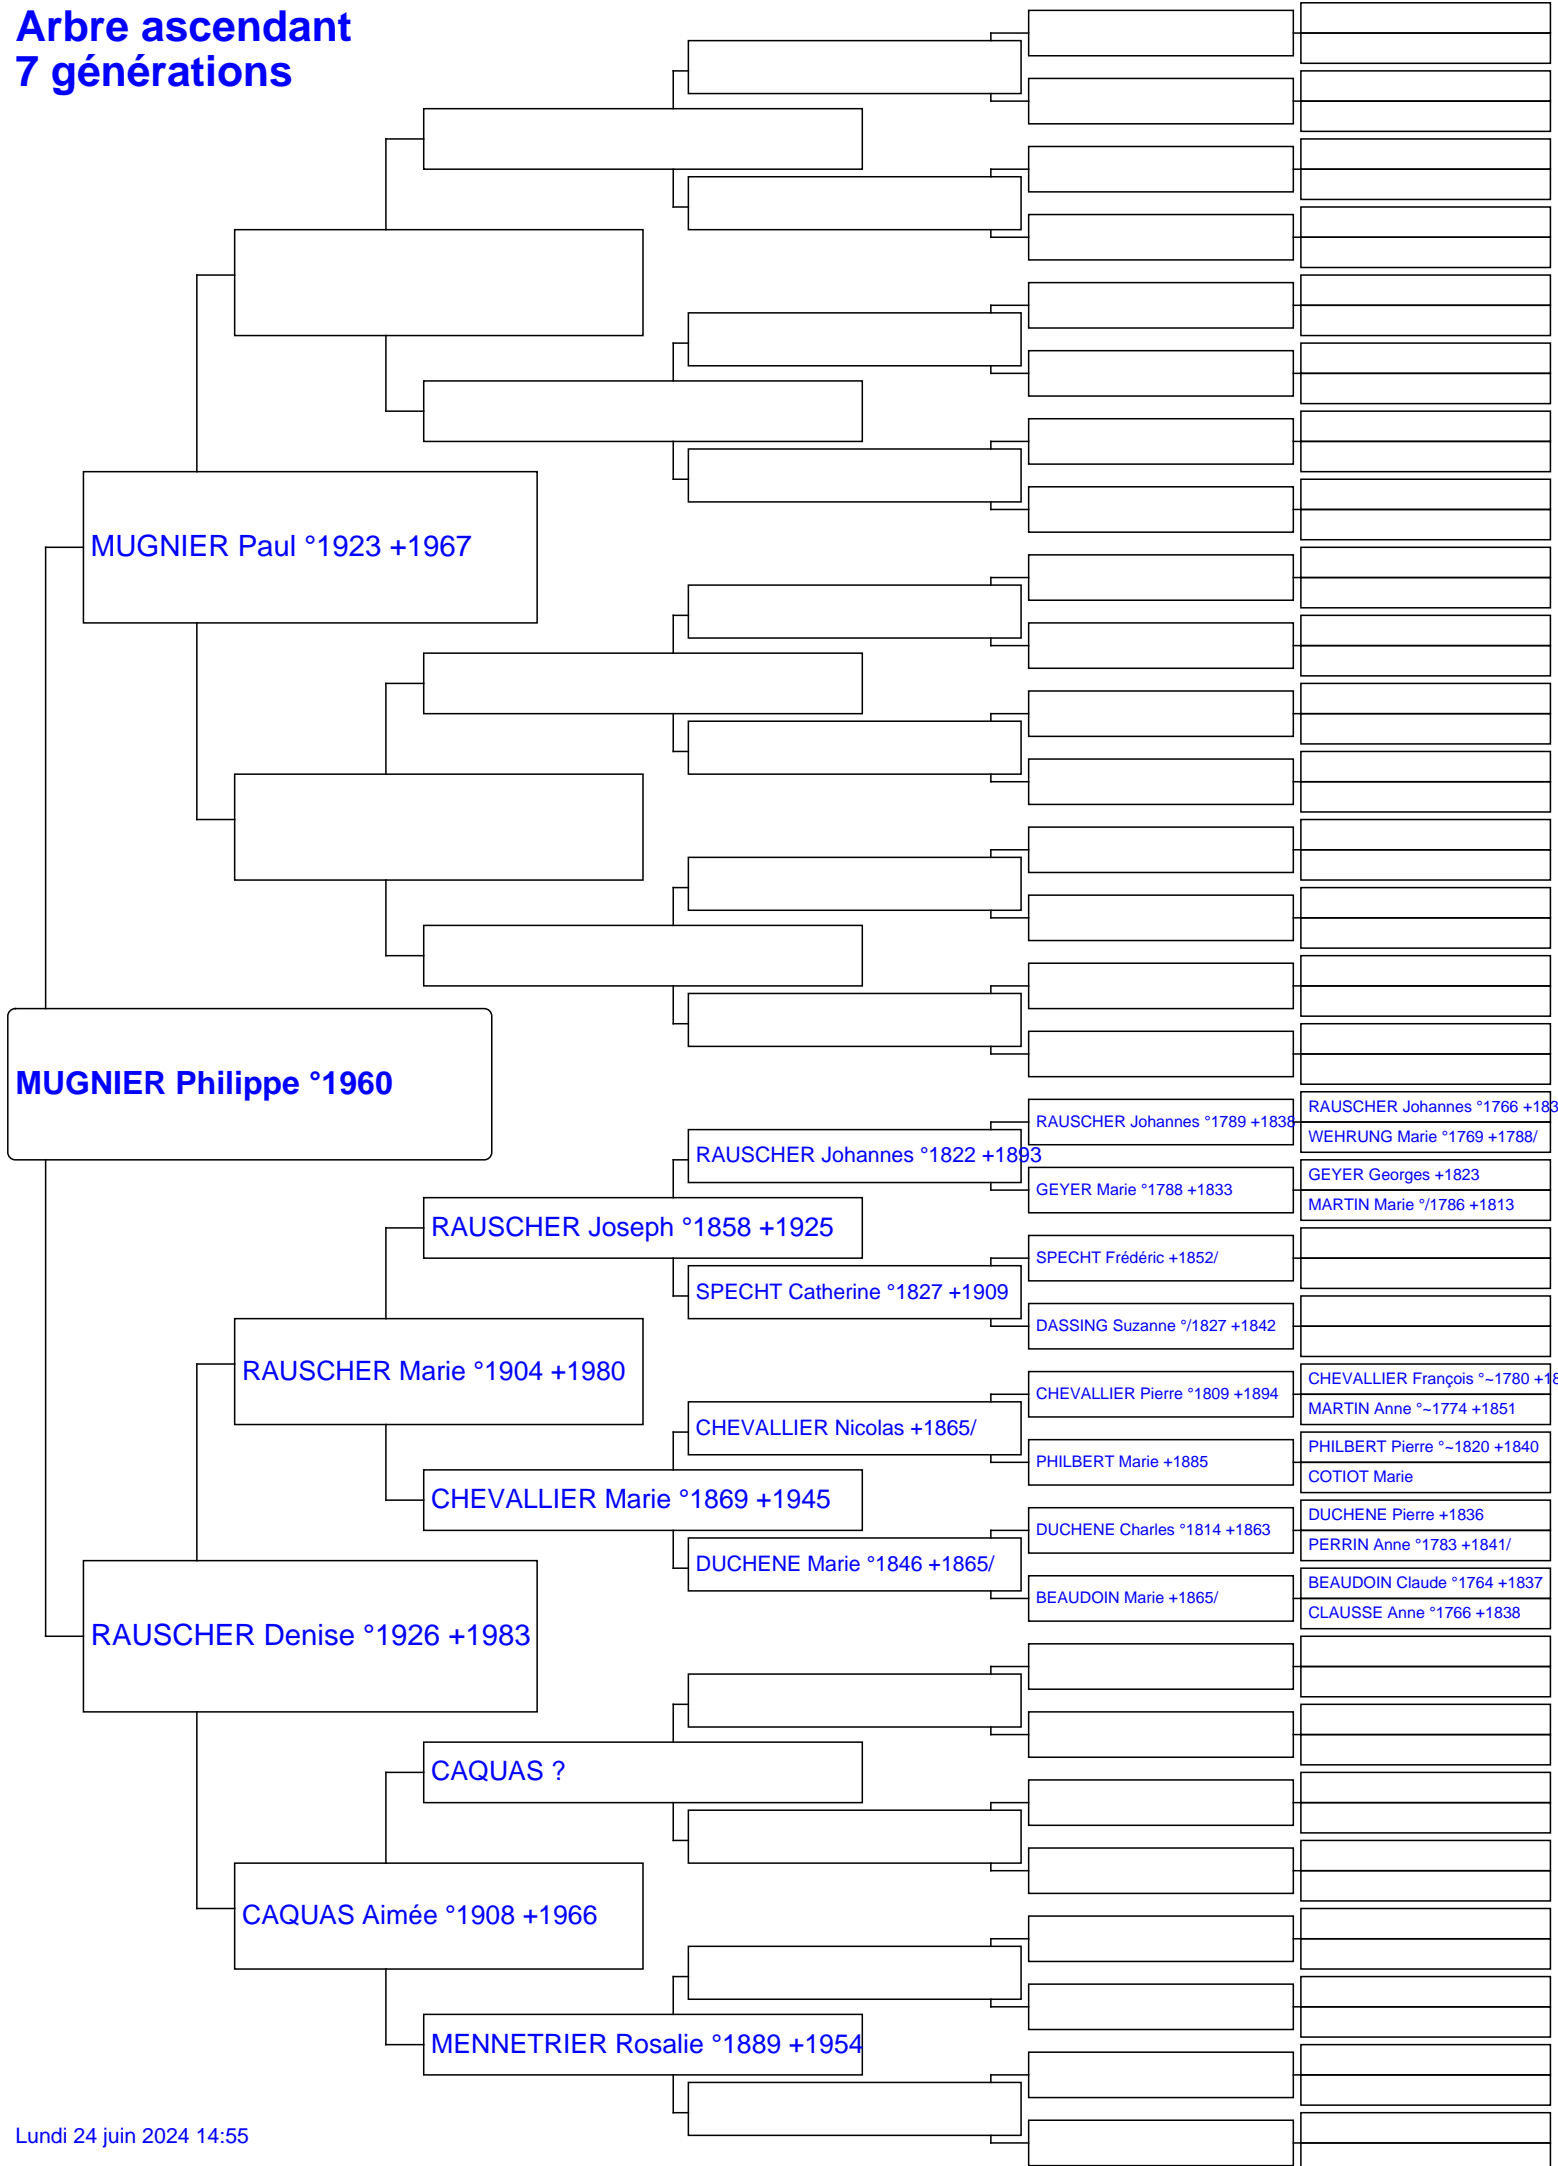 Arbre ascendant
7 générations
MUGNIER Paul °1923 +1967
MUGNIER Philippe °1960
RAUSCHER Johannes °1766 +183
RAUSCHER Johannes °1789 +1838
WEHRUNG Marie °1769 +1788/
RAUSCHER Johannes °1822 +1893
GEYER Georges +1823
GEYER Marie °1788 +1833
MARTIN Marie °/1786 +1813
RAUSCHER Joseph °1858 +1925
SPECHT Frédéric +1852/
SPECHT Catherine °1827 +1909
DASSING Suzanne °/1827 +1842
RAUSCHER Marie °1904 +1980
CHEVALLIER François °~1780 +18
CHEVALLIER Pierre °1809 +1894
MARTIN Anne °~1774 +1851
CHEVALLIER Nicolas +1865/
PHILBERT Pierre °~1820 +1840
PHILBERT Marie +1885
COTIOT Marie
CHEVALLIER Marie °1869 +1945
DUCHENE Pierre +1836
DUCHENE Charles °1814 +1863
PERRIN Anne °1783 +1841/
DUCHENE Marie °1846 +1865/
BEAUDOIN Claude °1764 +1837
BEAUDOIN Marie +1865/
CLAUSSE Anne °1766 +1838
RAUSCHER Denise °1926 +1983
CAQUAS ?
CAQUAS Aimée °1908 +1966
MENNETRIER Rosalie °1889 +1954
Lundi 24 juin 2024 14:55